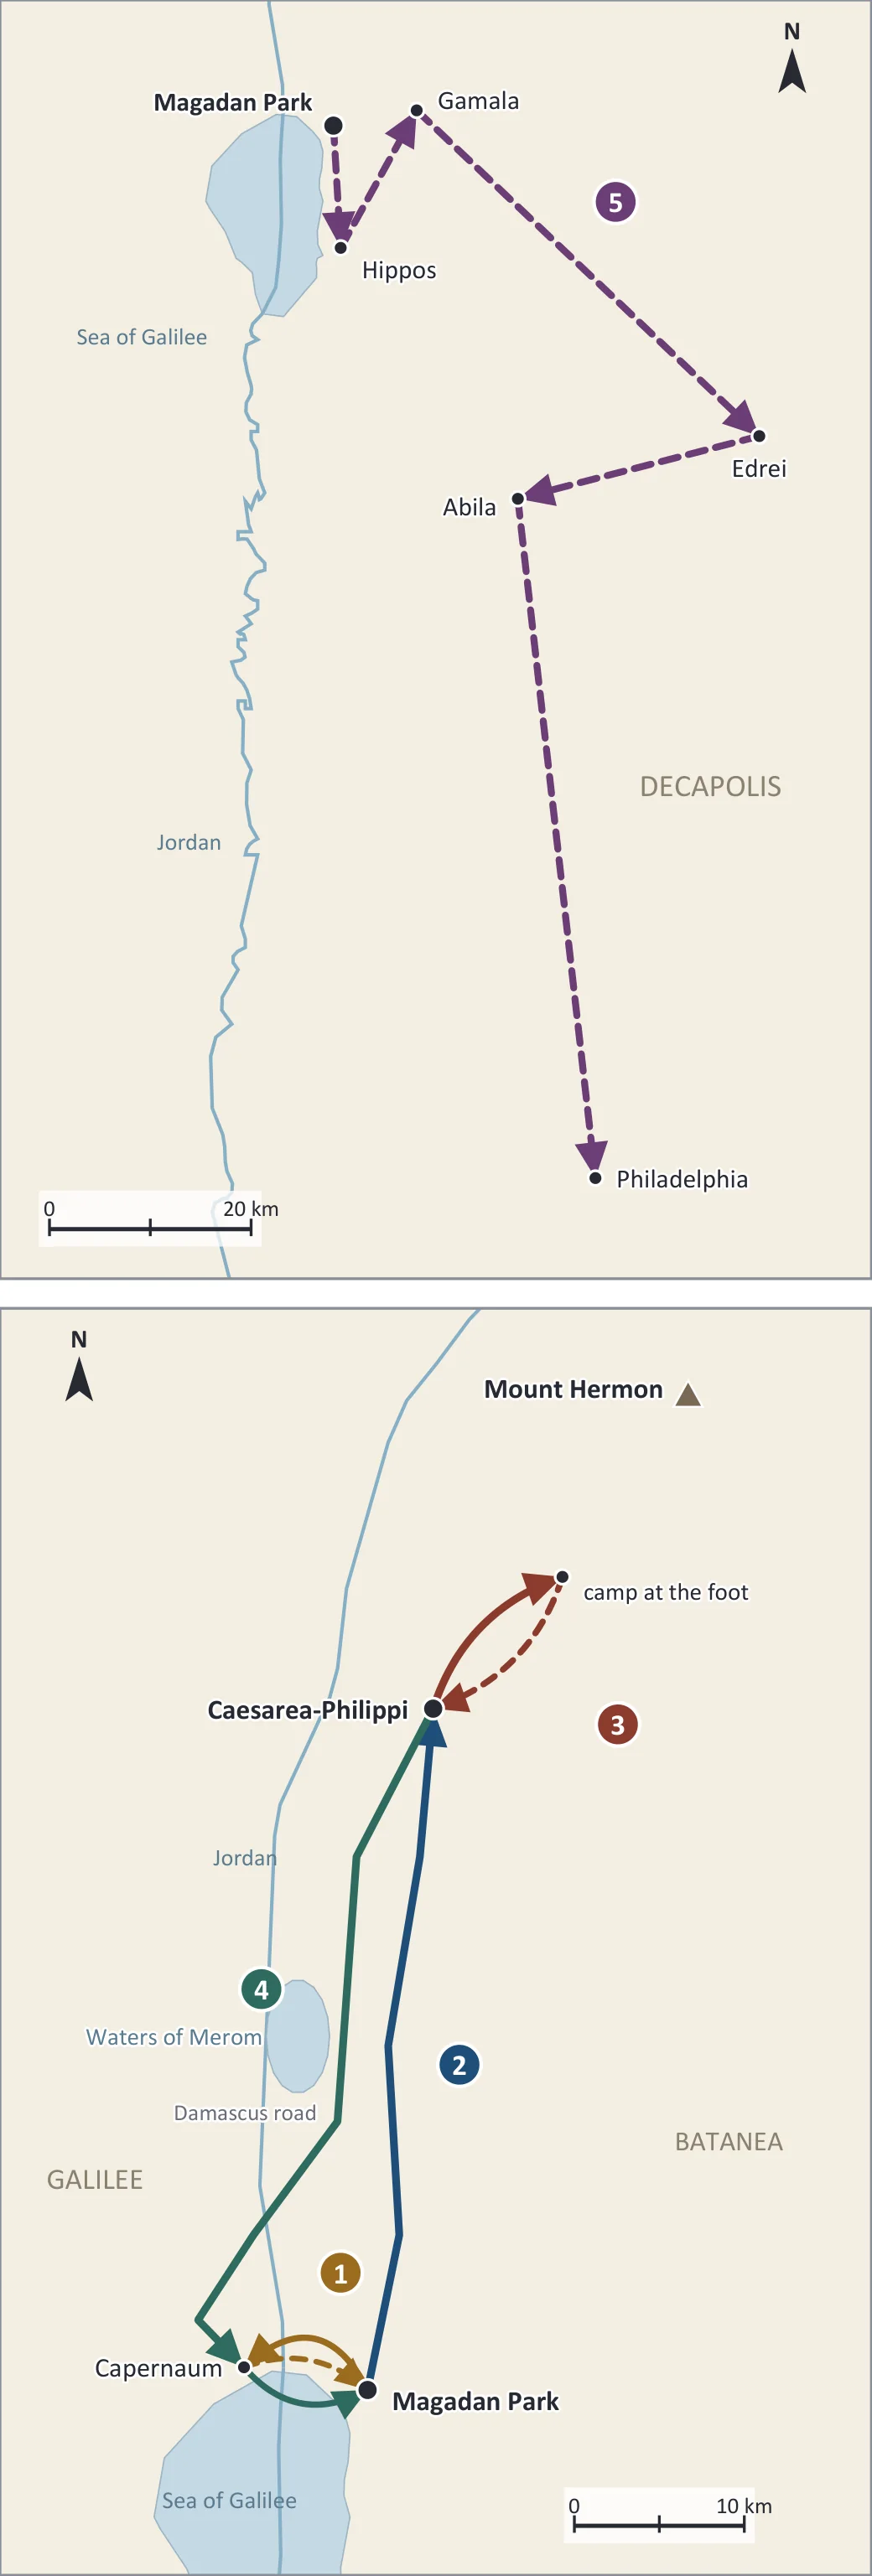 N
Magadan Park
Gamala
5
Hippos
Sea of Galilee
Edrei
Abila
DECAPOLIS
Jordan
Philadelphia
0 20 km
N
Mount Hermon
camp at the foot
Caesarea-Philippi
3
Jordan
4
Waters of Merom
2
Damascus road
BATANEA
GALILEE
1
Capernaum
Magadan Park
Sea of Galilee
0 10 km